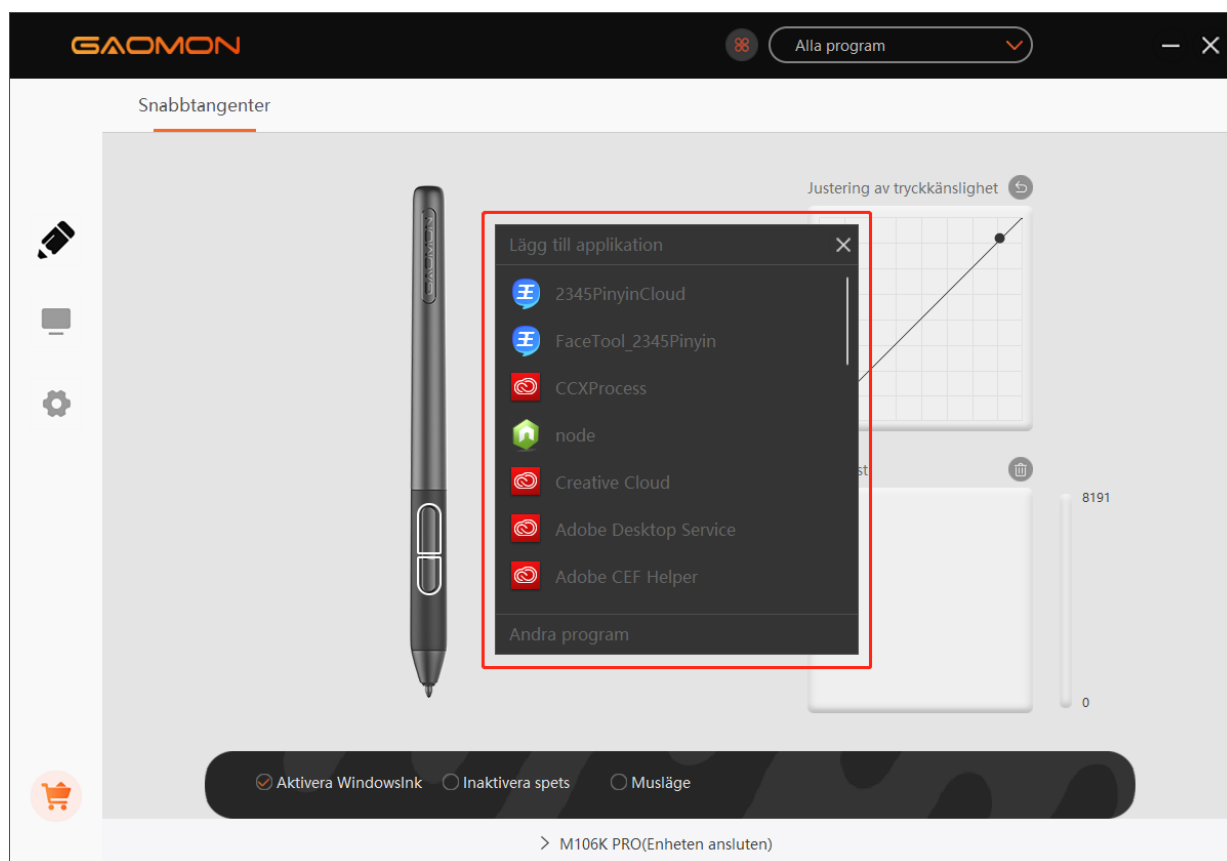 GAOMON
Alla program
Snabbtangenter
GAOMON
Justering av tryckkänslighet
Lägg till applikation
2345PinyinCloud
FaceTool_2345Pinyin
CCXProcess
node
Creative Cloud
Adobe Desktop Service
Adobe CEF Helper
Andra program
8191
0
Aktivera WindowsInk
Inaktivera spets
Musläge
M106K PRO(Enheten ansluten)